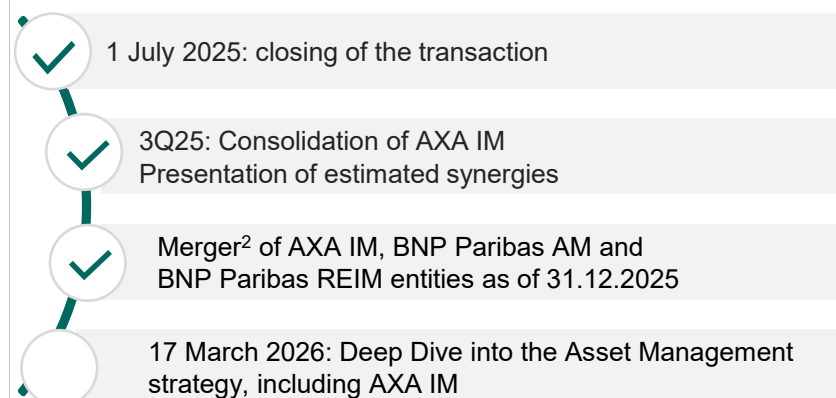 1 July 2025: closing of the transaction
3Q25: Consolidation of AXA IM
Presentation of estimated synergies
Merger² of AXA IM, BNP Paribas AM and
BNP Paribas REIM entities as of 31.12.2025
17 March 2026: Deep Dive into the Asset Management
strategy, including AXA IM